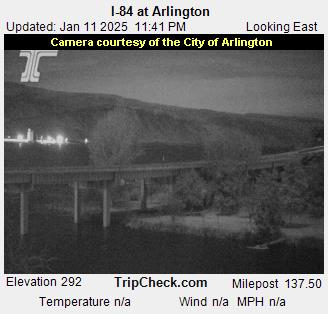 I-84 at Arlington
Updated: Jan 11 2025 11:41 PM Looking East
Camera courtesy of the City of Arlington
Elevation 292 TripCheck.com Milepost 137.50
Temperature n/a Wind n/a MPH n/a